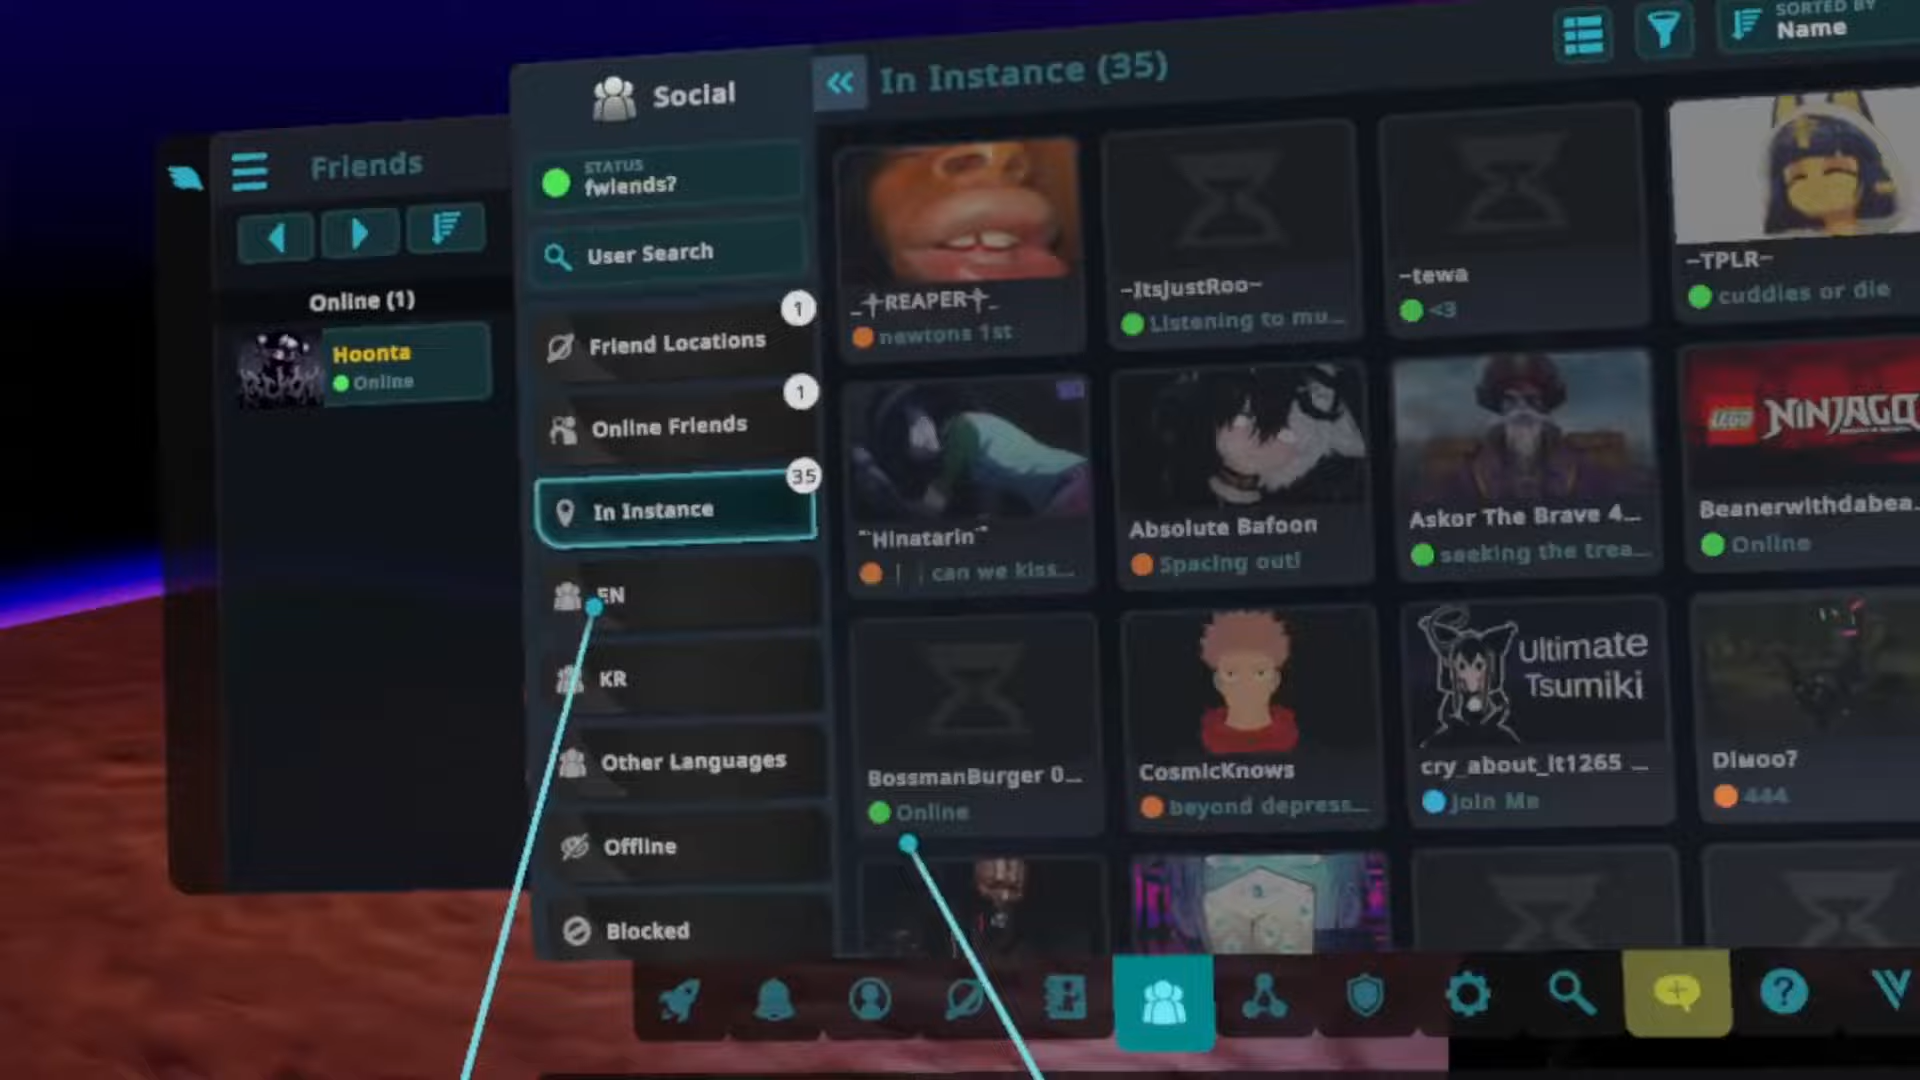 Friends
Online (1)
Hoonta
Online
Social
STATUS
fwiends?
User Search
1
Friend Locations
1
Online Friends
35
In Instance
EN
KR
Other Languages
Offline
Blocked
In Instance (35)
SORTED BY
Name
_†REAPER†_
newtons 1st
~ItsJustRoo~
Listening to mu...
~tewa
<3
~TPLR~
cuddles or die
~Hinatarin~
| | can we kiss...
Absolute Bafoon
Spacing out!
Askor The Brave 4...
seeking the trea...
LEGO NINJAGO
Beanerwithdabea...
Online
BossmanBurger 0...
Online
CosmicKnows
beyond depress...
Ultimate
Tsumiki
cry_about_it1265 ...
Join Me
Dimoo7
444